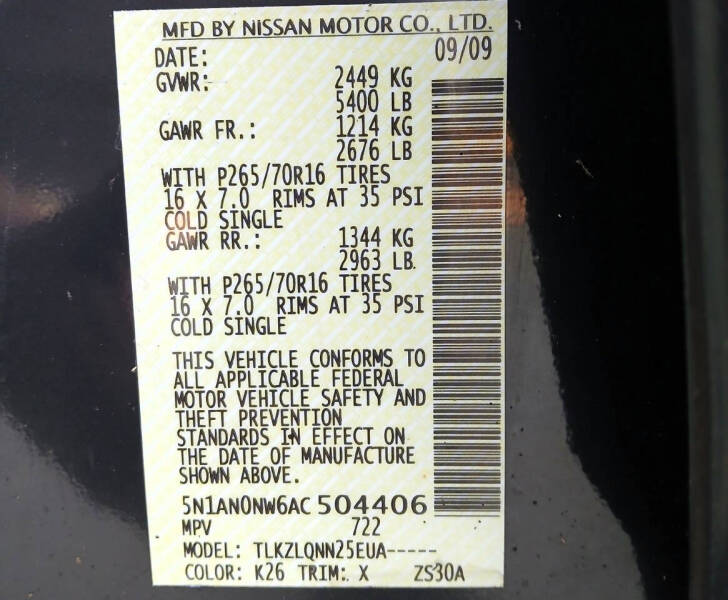 MFD BY NISSAN MOTOR CO., LTD.
DATE: 09/09
GVWR: 2449 KG
5400 LB
GAWR FR.: 1214 KG
2676 LB
WITH P265/70R16 TIRES
16 X 7.0 RIMS AT 35 PSI
COLD SINGLE
GAWR RR.: 1344 KG
2963 LB.
WITH P265/70R16 TIRES
16 X 7.0 RIMS AT 35 PSI
COLD SINGLE
THIS VEHICLE CONFORMS TO
ALL APPLICABLE FEDERAL
MOTOR VEHICLE SAFETY AND
THEFT PREVENTION
STANDARDS IN EFFECT ON
THE DATE OF MANUFACTURE
SHOWN ABOVE.
5N1AN0NW6AC 504406
MPV 722
MODEL: TLKZLQNN25EUA-----
COLOR: K26 TRIM: X ZS30A